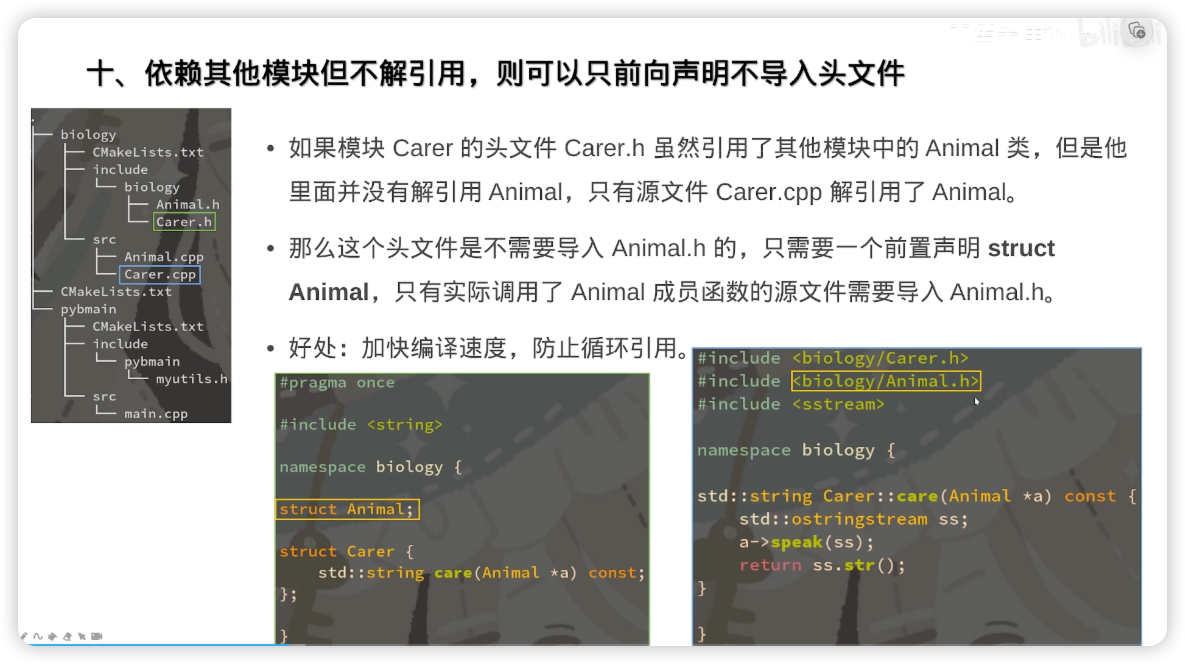 十、依赖其他模块但不解引用，则可以只前向声明不导入头文件
.
├── biology
│   ├── CMakeLists.txt
│   ├── include
│   │   └── biology
│   │       ├── Animal.h
│   │       └── Carer.h
│   └── src
│       ├── Animal.cpp
│       └── Carer.cpp
├── CMakeLists.txt
└── pybmain
    ├── CMakeLists.txt
    ├── include
    │   └── pybmain
    │       └── myutils.h
    └── src
        └── main.cpp
• 如果模块 Carer 的头文件 Carer.h 虽然引用了其他模块中的 Animal 类，但是他
里面并没有解引用 Animal，只有源文件 Carer.cpp 解引用了 Animal。
• 那么这个头文件是不需要导入 Animal.h 的，只需要一个前置声明 struct
Animal，只有实际调用了 Animal 成员函数的源文件需要导入 Animal.h。
• 好处：加快编译速度，防止循环引用。
#pragma once
#include <string>
namespace biology {
struct Animal;
struct Carer {
    std::string care(Animal *a) const;
};
}
#include <biology/Carer.h>
#include <biology/Animal.h>
#include <sstream>
namespace biology {
std::string Carer::care(Animal *a) const {
    std::ostringstream ss;
    a->speak(ss);
    return ss.str();
}
}
bilibili